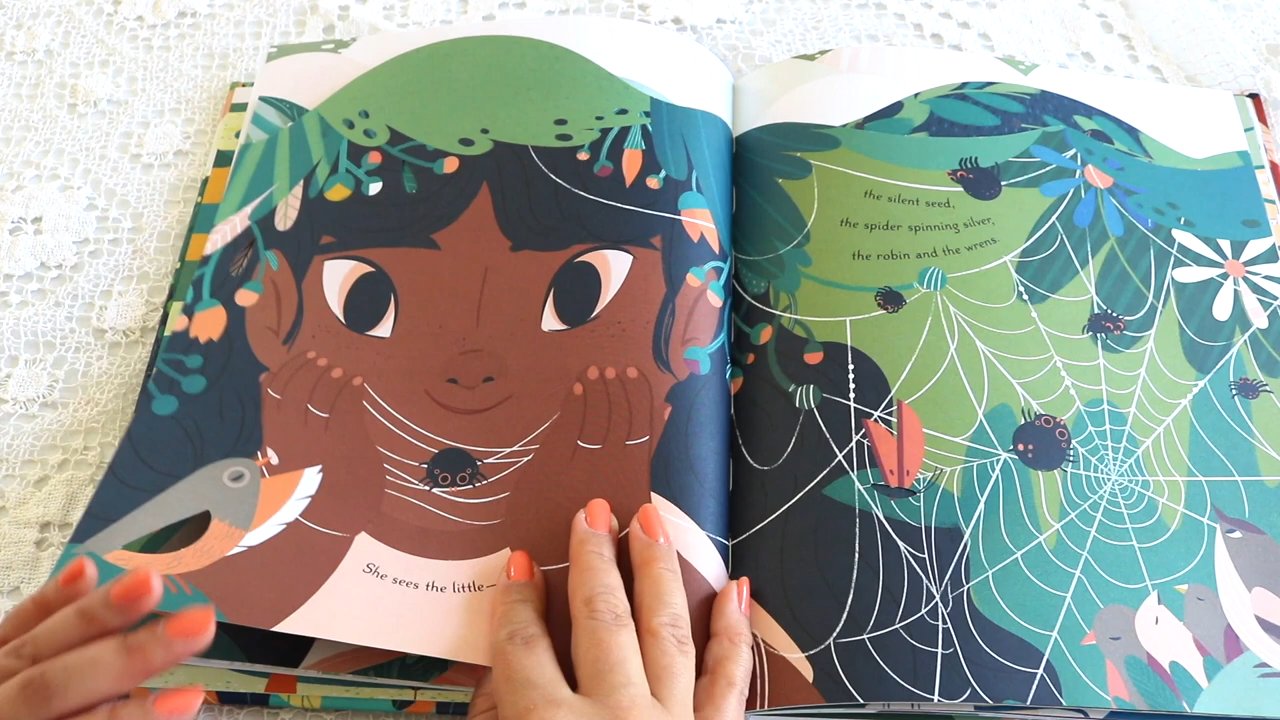 She sees the little—
the silent seed,
the spider spinning silver,
the robin and the wrens.